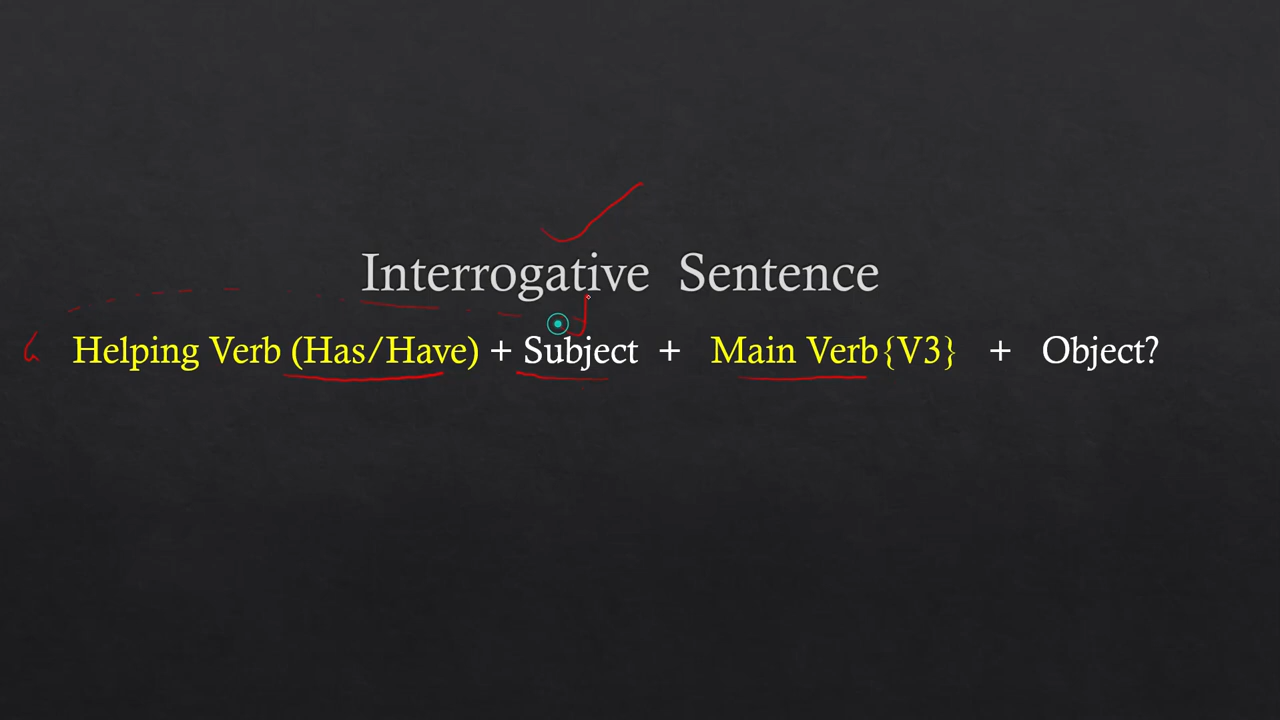 Interrogative Sentence
Helping Verb (Has/Have) + Subject + Main Verb{V3} + Object?